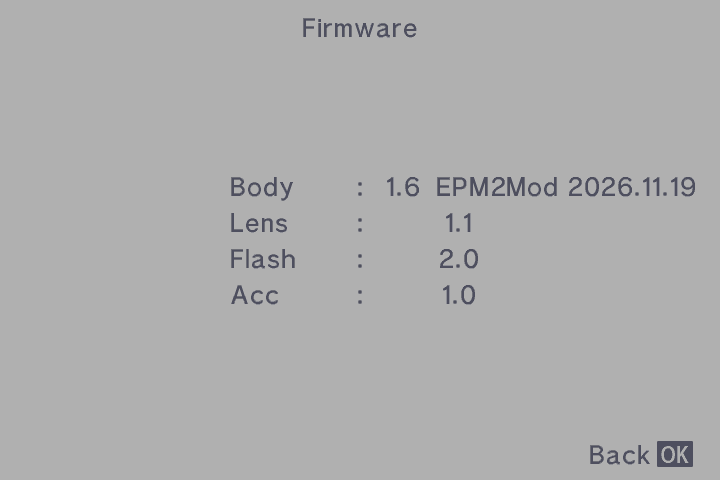 Firmware
Body : 1.6 EPM2Mod 2026.11.19
Lens : 1.1
Flash : 2.0
Acc : 1.0
Back OK